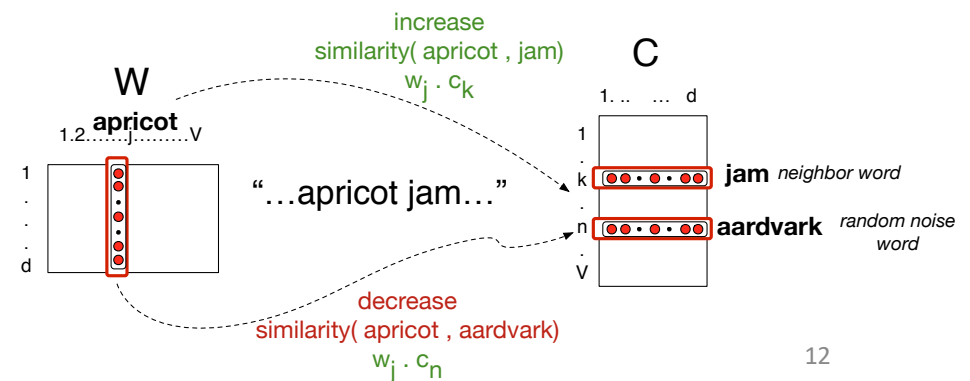 increase
similarity( apricot , jam)
wj . ck
W
apricot
1.2.......j.........V
1
.
.
.
d
“…apricot jam…”
C
1. .. … d
1
.
k
.
n
.
V
jam neighbor word
aardvark random noise
word
decrease
similarity( apricot , aardvark)
wj . cn
12